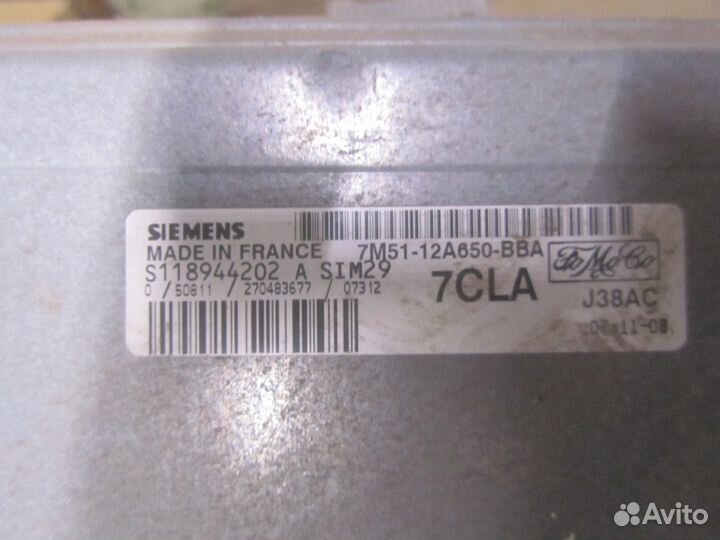 SIEMENS
MADE IN FRANCE 7M51-12A650-BBA
S118944202 A SIM29
0 / 50811 / 270483677 / 07312
7CLA
FoMoCo
J38AC
07-11-08
Avito